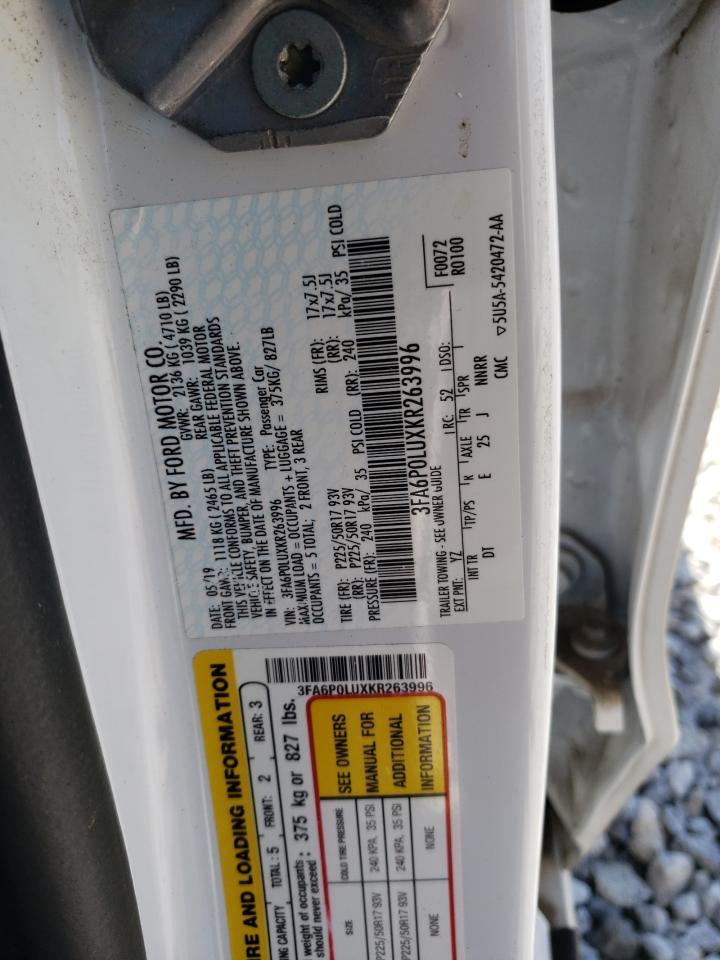 MFD. BY FORD MOTOR CO.
DATE: 05/19 GVWR: 2136 KG ( 4710 LB)
FRONT GAWR: 1118 KG ( 2465 LB) REAR GAWR: 1039 KG ( 2290 LB)
THIS VEHICLE CONFORMS TO ALL APPLICABLE FEDERAL MOTOR
VEHICLE SAFETY, BUMPER, AND THEFT PREVENTION STANDARDS
IN EFFECT ON THE DATE OF MANUFACTURE SHOWN ABOVE.
VIN: 3FA6P0LUXKR263996 TYPE: Passenger Car
MAXIMUM LOAD = OCCUPANTS + LUGGAGE = 375KG/ 827LB
OCCUPANTS = 5 TOTAL: 2 FRONT, 3 REAR
TIRE (FR): P225/50R17 93V RIMS (FR): 17x7.5J
(RR): P225/50R17 93V (RR): 17x7.5J
PRESSURE (FR): 240 kPa/ 35 PSI COLD (RR): 240 kPa/ 35 PSI COLD
3FA6P0LUXKR263996
TRAILER TOWING - SEE OWNER GUIDE
F0072
R0100
EXT PNT: YZ RC: 52 DSO:
INT TR TP/PS R AXLE TR SPR
DT E 25 J NNRR
CMC
▽5U5A-5420472-AA
3FA6P0LUXKR263996
IRE AND LOADING INFORMATION
NG CAPACITY TOTAL: 5 FRONT: 2 REAR: 3
weight of occupants
should never exceed : 375 kg or 827 lbs.
SIZE COLD TIRE PRESSURE SEE OWNERS
P225/50R17 93V 240 KPA, 35 PSI MANUAL FOR
P225/50R17 93V 240 KPA, 35 PSI ADDITIONAL
NONE NONE INFORMATION